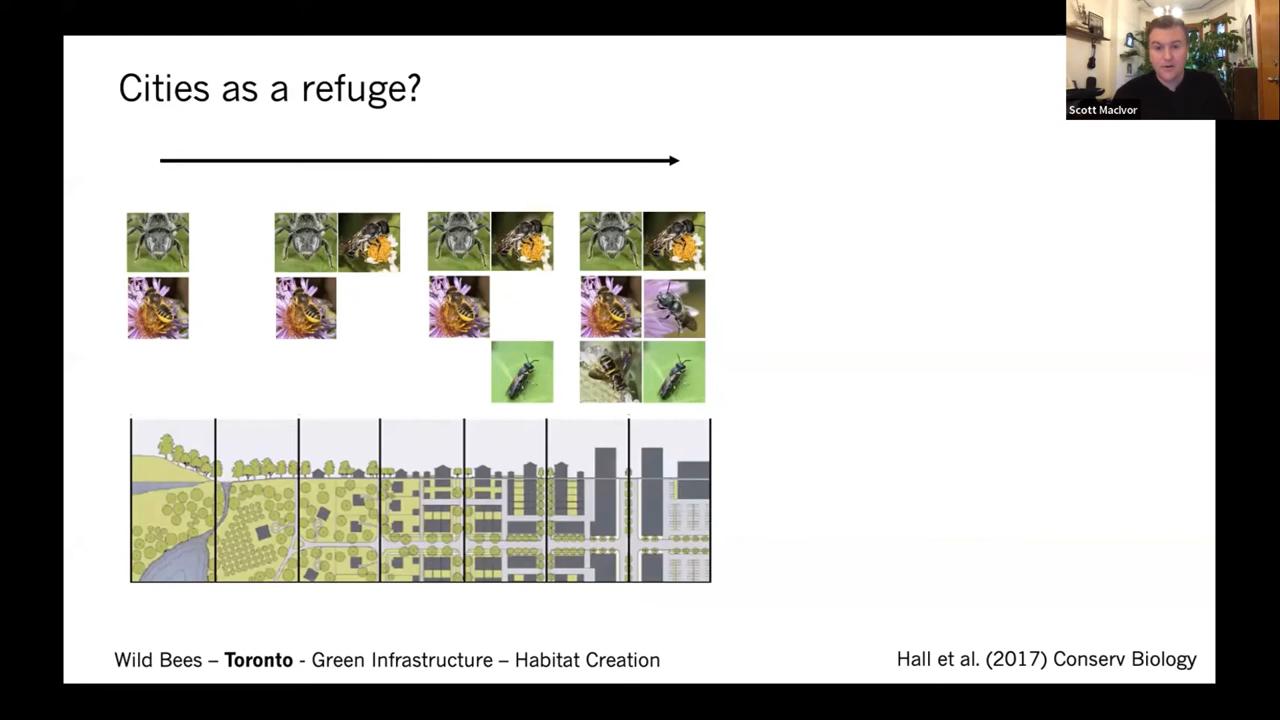 Scott MacIvor
Cities as a refuge?
Wild Bees – Toronto - Green Infrastructure – Habitat Creation
Hall et al. (2017) Conserv Biology